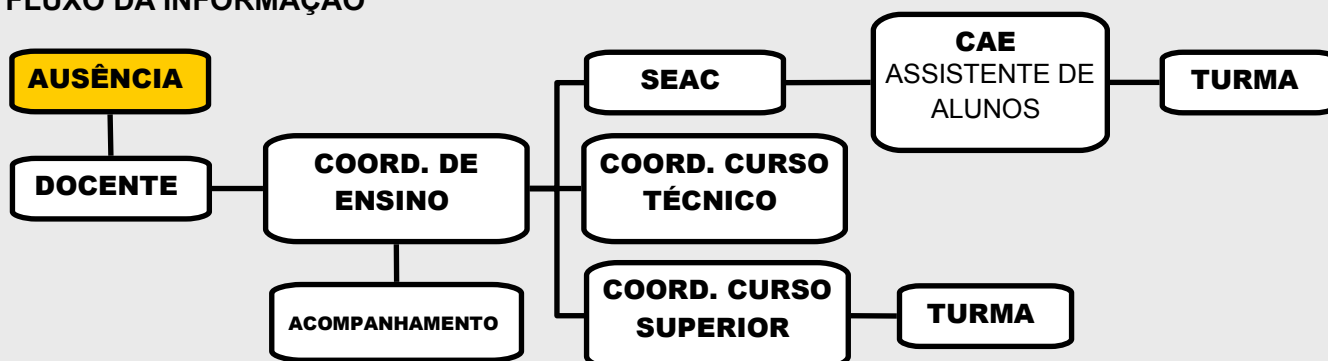 FLUXO DA INFORMAÇÃO
AUSÊNCIA
DOCENTE
COORD. DE
ENSINO
ACOMPANHAMENTO
SEAC
CAE
ASSISTENTE DE
ALUNOS
TURMA
COORD. CURSO
TÉCNICO
COORD. CURSO
SUPERIOR
TURMA